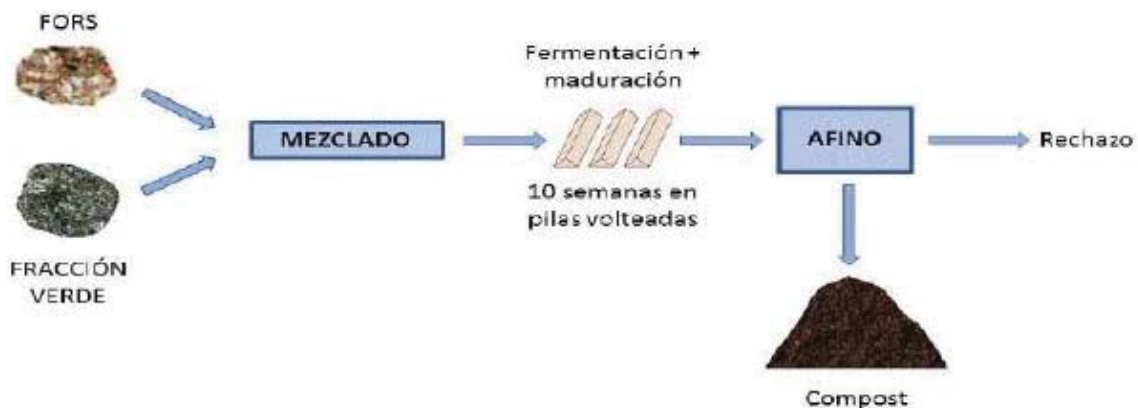 FORS
FRACCIÓN
VERDE
MEZCLADO
Fermentación +
maduración
10 semanas en
pilas volteadas
AFINO
Rechazo
Compost